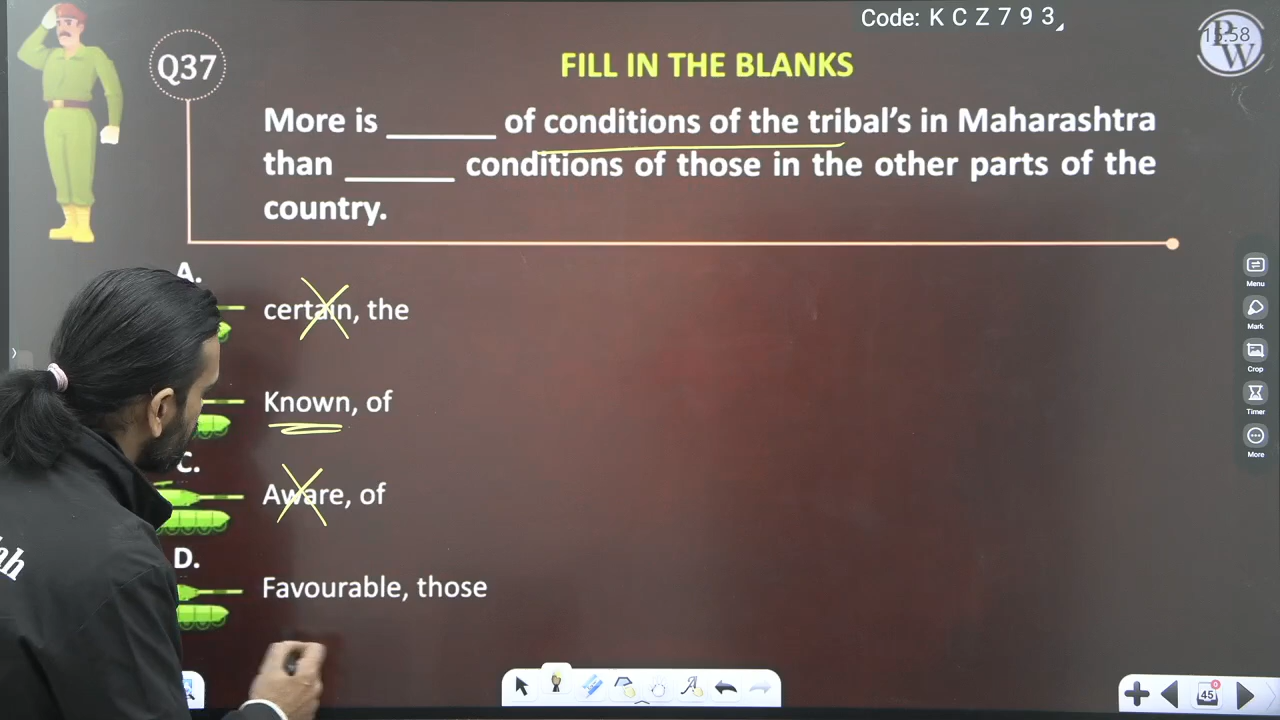 Code: K C Z 7 9 3
Q37
FILL IN THE BLANKS
More is ______ of conditions of the tribal's in Maharashtra
than ______ conditions of those in the other parts of the
country.
A.
certain, the
Known, of
C.
Aware, of
D.
Favourable, those
Menu
Mark
Crop
Timer
More
45